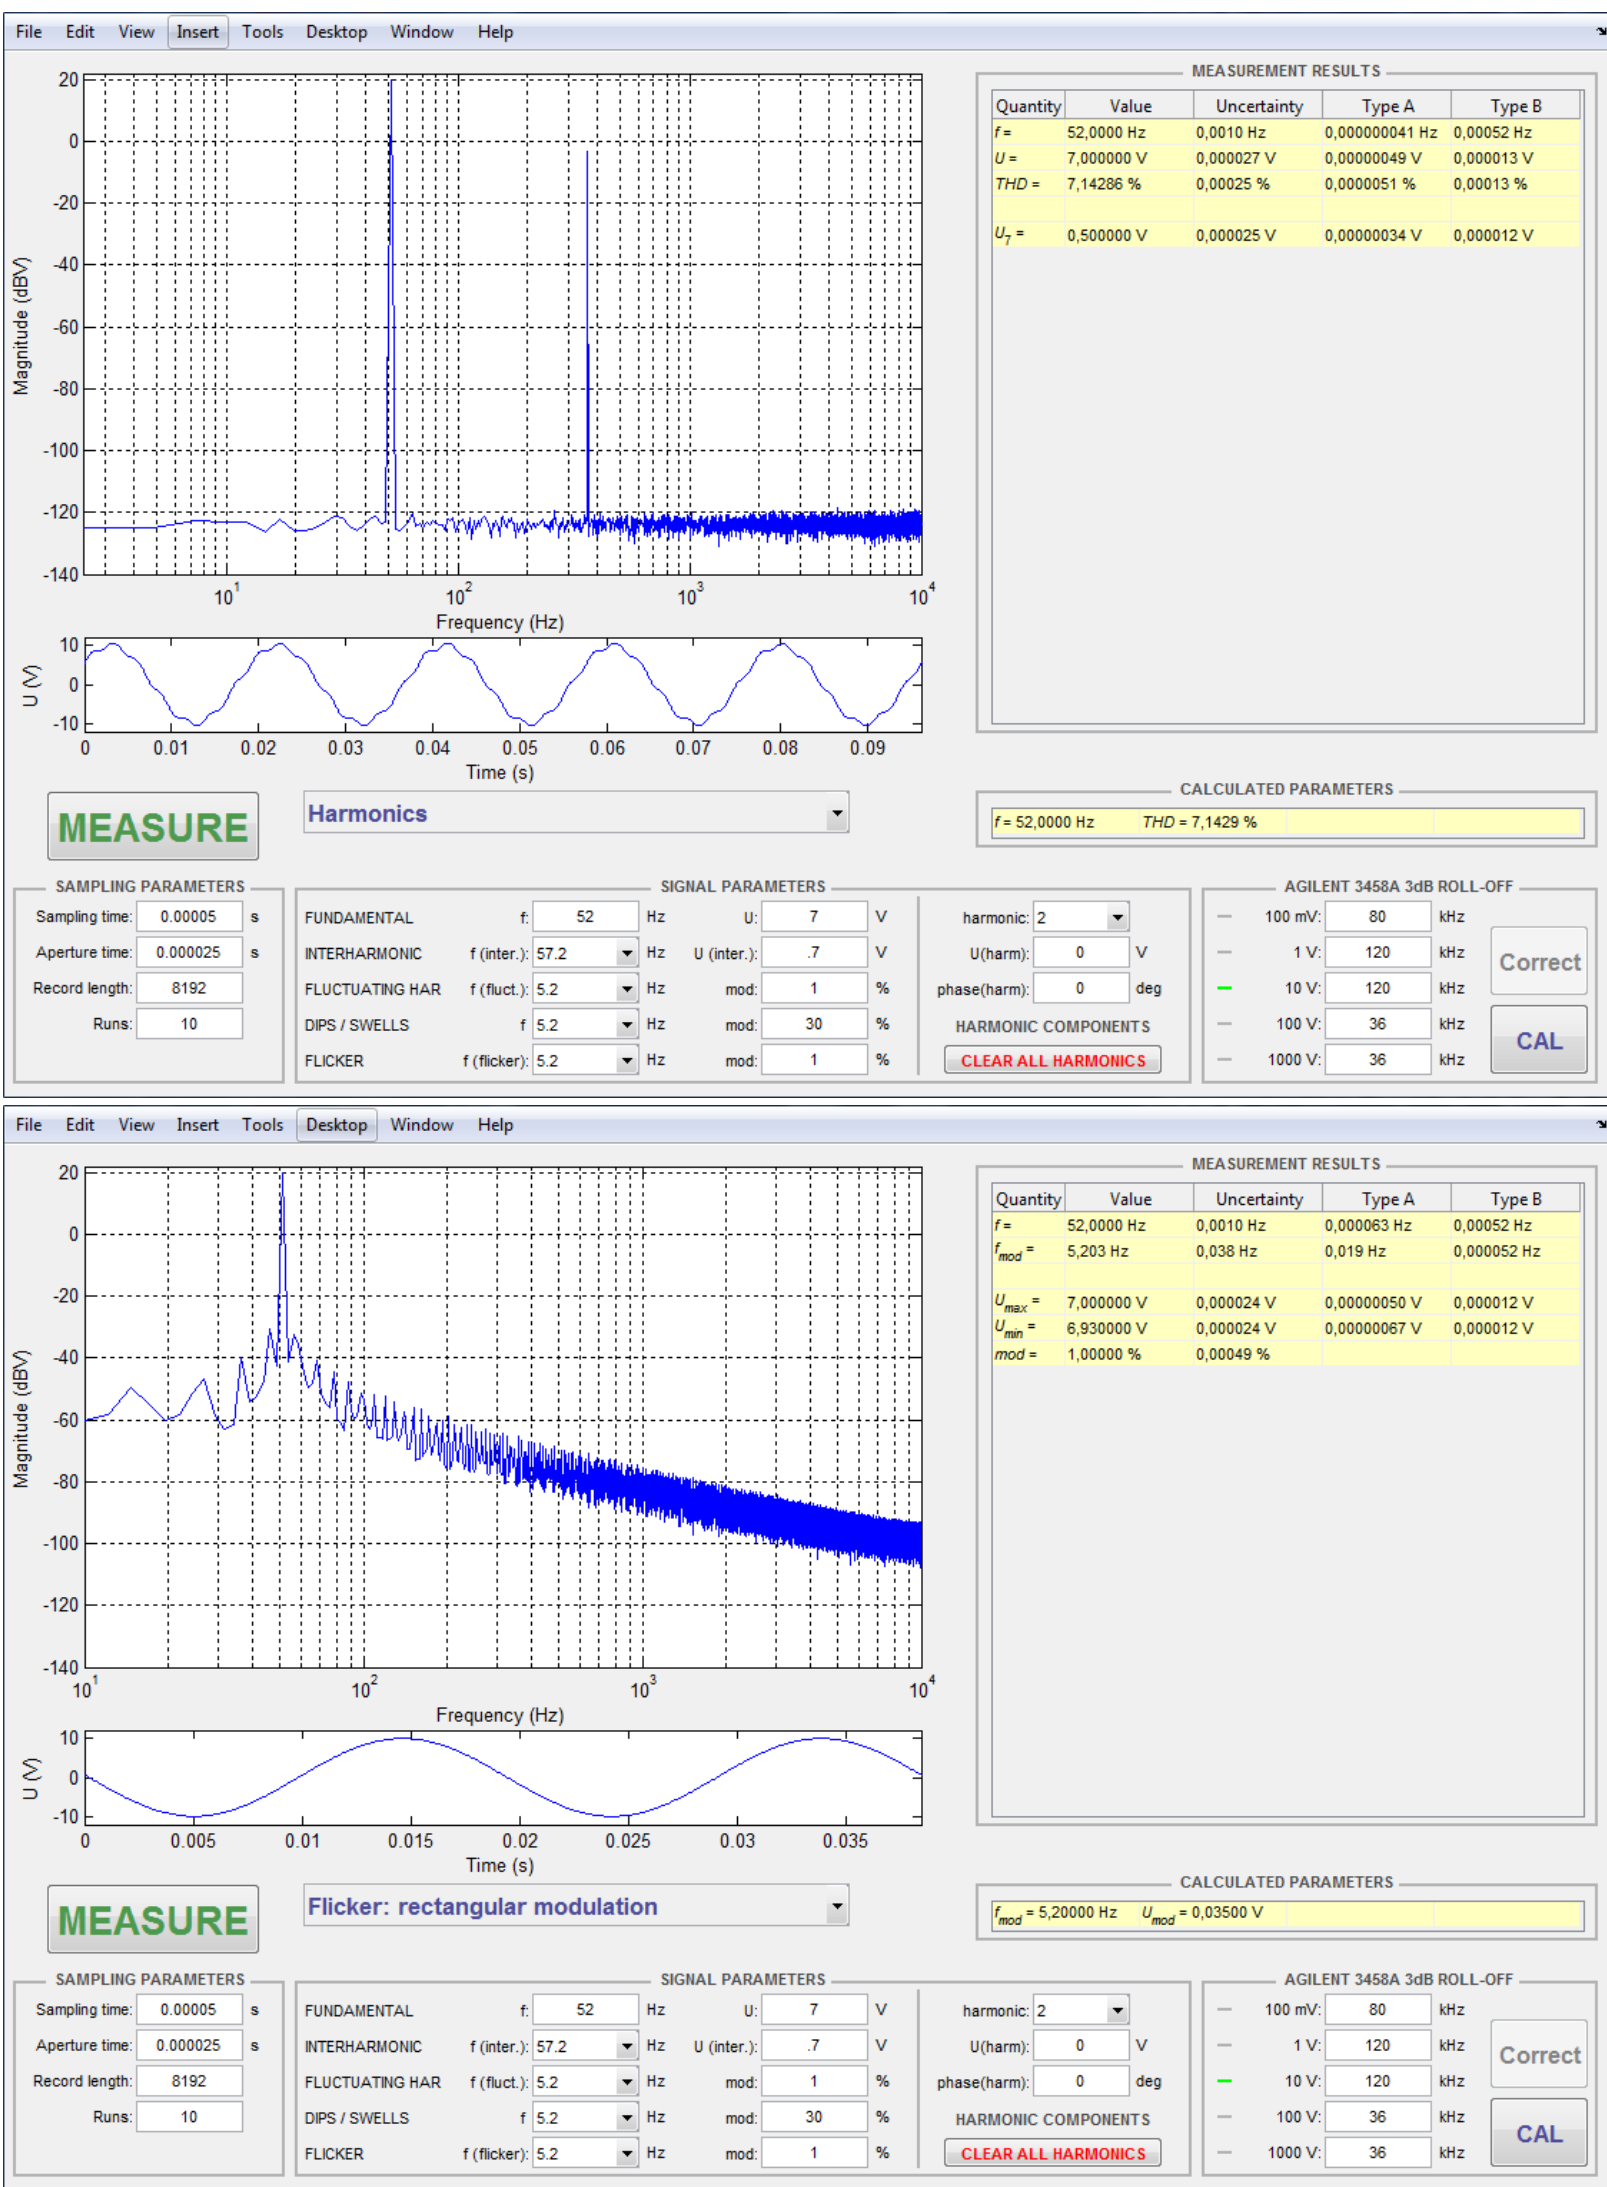 File Edit View Insert Tools Desktop Window Help
20
0
-20
-40
-60
-80
-100
-120
-140
Magnitude (dBV)
10^1 10^2 10^3 10^4
Frequency (Hz)
10
0
-10
U (V)
0 0.01 0.02 0.03 0.04 0.05 0.06 0.07 0.08 0.09
Time (s)
MEASUREMENT RESULTS
Quantity Value Uncertainty Type A Type B
f = 52,0000 Hz 0,0010 Hz 0,000000041 Hz 0,00052 Hz
U = 7,000000 V 0,000027 V 0,00000049 V 0,000013 V
THD = 7,14286 % 0,00025 % 0,0000051 % 0,00013 %
U7 = 0,500000 V 0,000025 V 0,00000034 V 0,000012 V
MEASURE
Harmonics
CALCULATED PARAMETERS
f = 52,0000 Hz THD = 7,1429 %
SAMPLING PARAMETERS
Sampling time: 0.00005 s
Aperture time: 0.000025 s
Record length: 8192
Runs: 10
SIGNAL PARAMETERS
FUNDAMENTAL f: 52 Hz U: 7 V
INTERHARMONIC f (inter.): 57.2 Hz U (inter.): .7 V
FLUCTUATING HAR f (fluct.): 5.2 Hz mod: 1 %
DIPS / SWELLS f 5.2 Hz mod: 30 %
FLICKER f (flicker): 5.2 Hz mod: 1 %
harmonic: 2
U(harm): 0 V
phase(harm): 0 deg
HARMONIC COMPONENTS
CLEAR ALL HARMONICS
AGILENT 3458A 3dB ROLL-OFF
100 mV: 80 kHz
1 V: 120 kHz
10 V: 120 kHz
100 V: 36 kHz
1000 V: 36 kHz
Correct
CAL
File Edit View Insert Tools Desktop Window Help
20
0
-20
-40
-60
-80
-100
-120
-140
Magnitude (dBV)
10^1 10^2 10^3 10^4
Frequency (Hz)
10
0
-10
U (V)
0 0.005 0.01 0.015 0.02 0.025 0.03 0.035
Time (s)
MEASUREMENT RESULTS
Quantity Value Uncertainty Type A Type B
f = 52,0000 Hz 0,0010 Hz 0,000063 Hz 0,00052 Hz
fmod = 5,203 Hz 0,038 Hz 0,019 Hz 0,000052 Hz
Umax = 7,000000 V 0,000024 V 0,00000050 V 0,000012 V
Umin = 6,930000 V 0,000024 V 0,00000067 V 0,000012 V
mod = 1,00000 % 0,00049 %
MEASURE
Flicker: rectangular modulation
CALCULATED PARAMETERS
fmod = 5,20000 Hz Umod = 0,03500 V
SAMPLING PARAMETERS
Sampling time: 0.00005 s
Aperture time: 0.000025 s
Record length: 8192
Runs: 10
SIGNAL PARAMETERS
FUNDAMENTAL f: 52 Hz U: 7 V
INTERHARMONIC f (inter.): 57.2 Hz U (inter.): .7 V
FLUCTUATING HAR f (fluct.): 5.2 Hz mod: 1 %
DIPS / SWELLS f 5.2 Hz mod: 30 %
FLICKER f (flicker): 5.2 Hz mod: 1 %
harmonic: 2
U(harm): 0 V
phase(harm): 0 deg
HARMONIC COMPONENTS
CLEAR ALL HARMONICS
AGILENT 3458A 3dB ROLL-OFF
100 mV: 80 kHz
1 V: 120 kHz
10 V: 120 kHz
100 V: 36 kHz
1000 V: 36 kHz
Correct
CAL